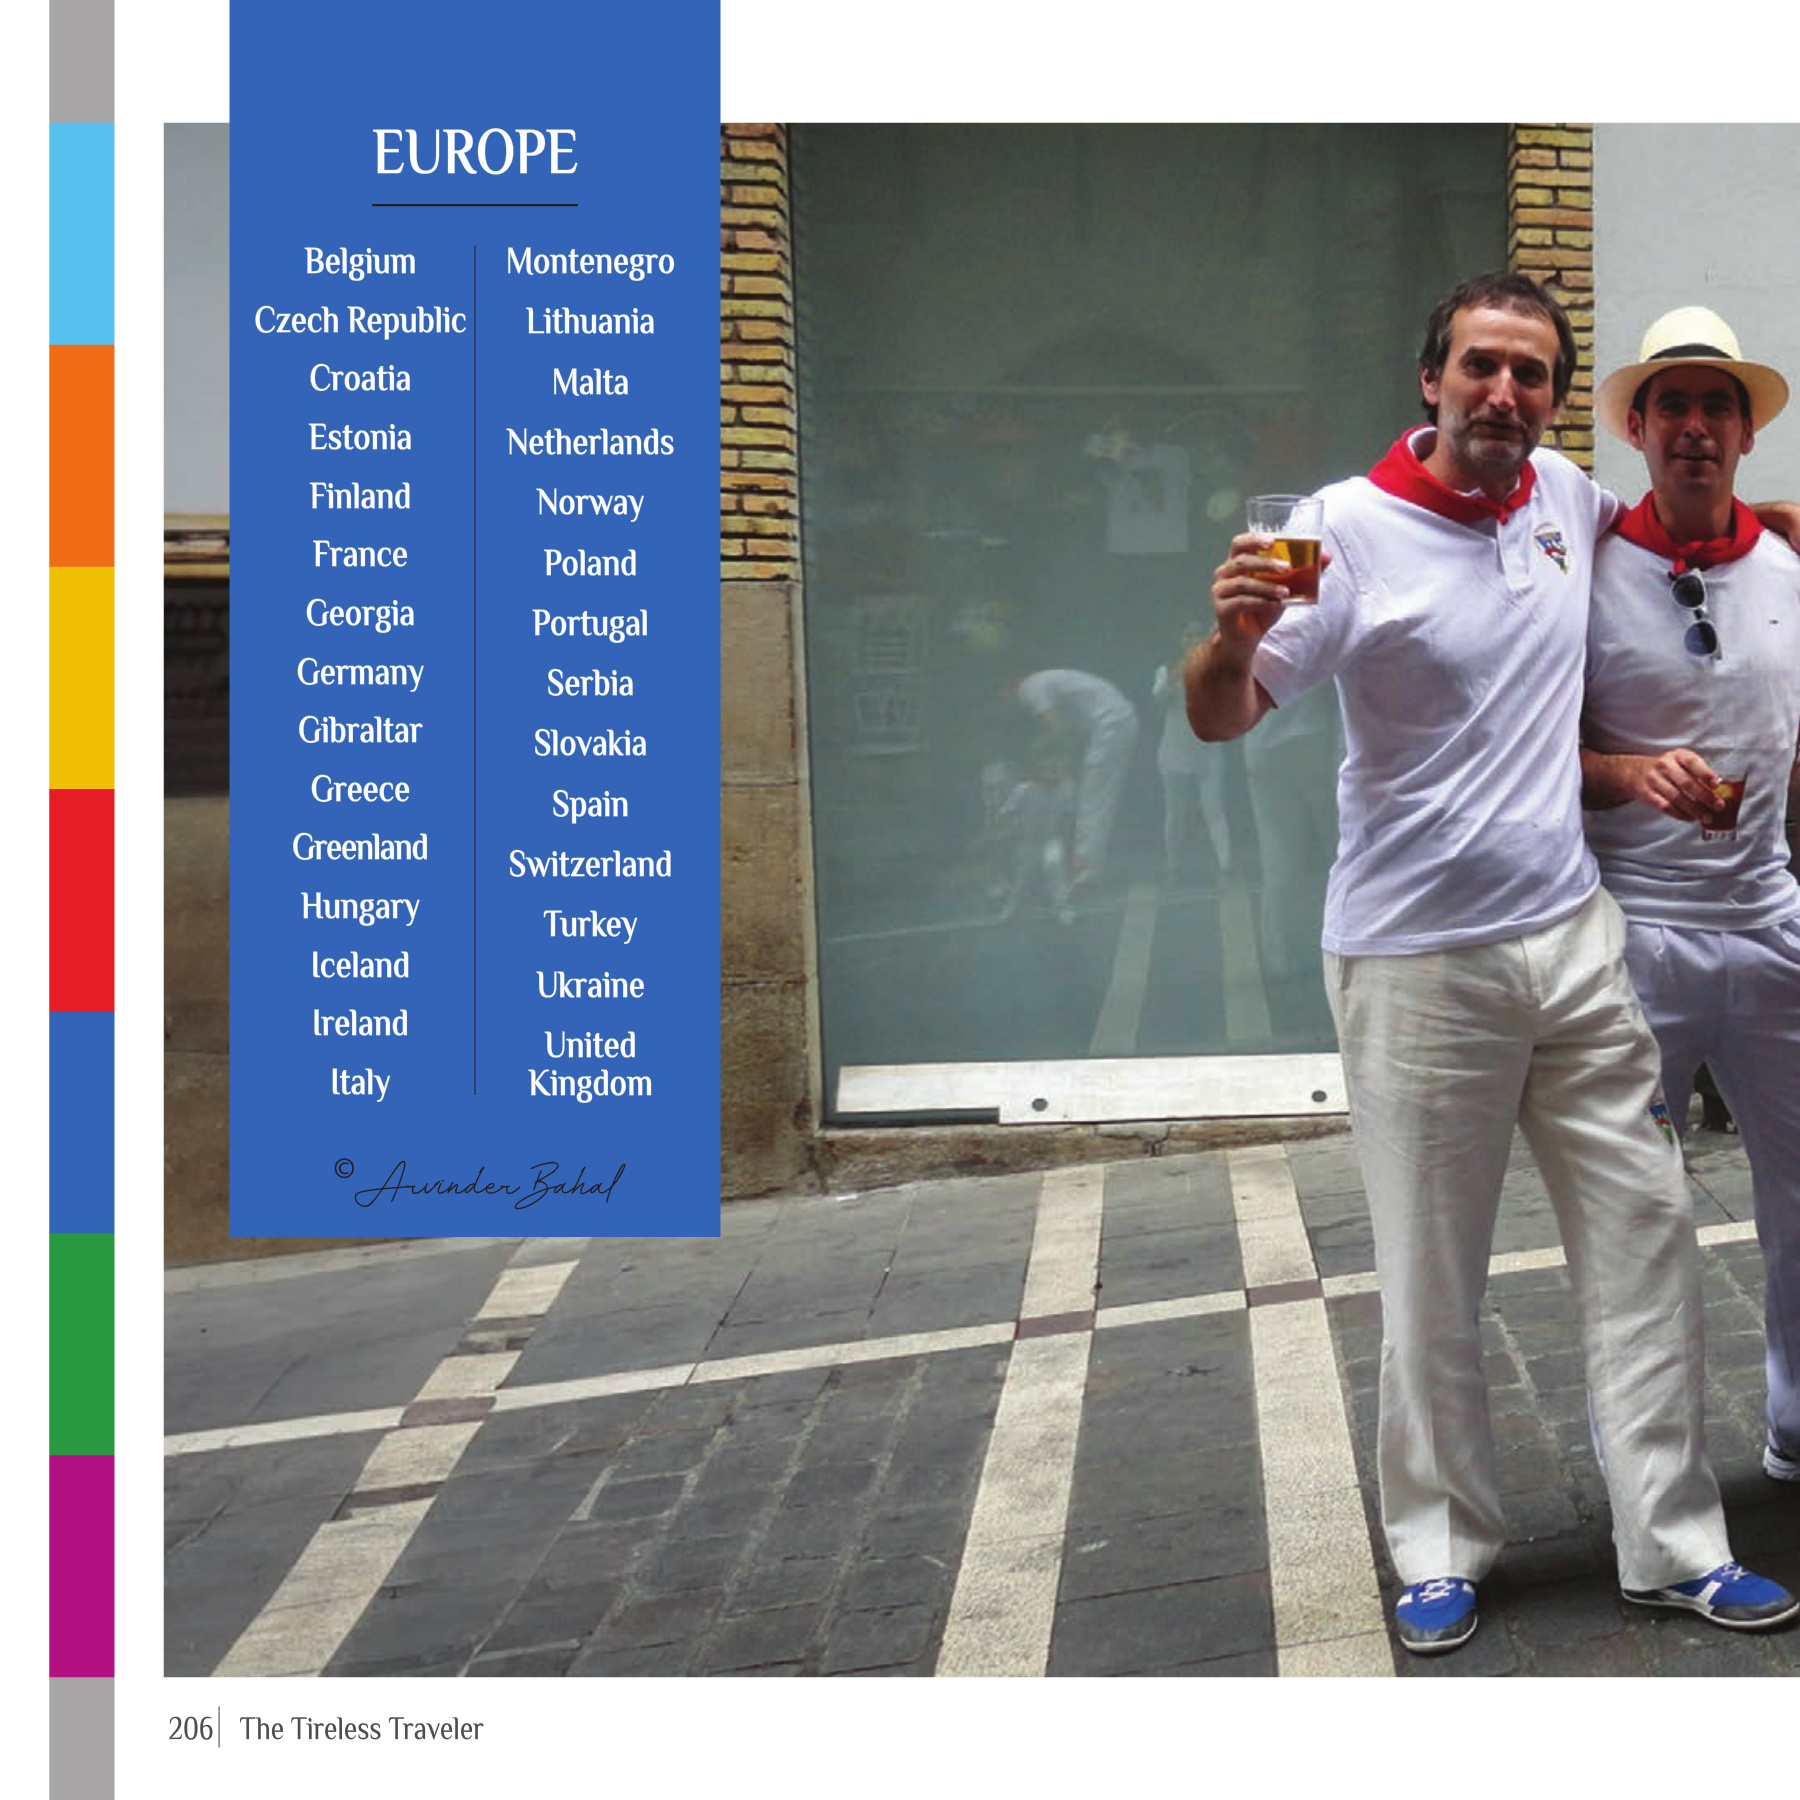 EUROPE
Belgium
Czech Republic
Croatia
Estonia
Finland
France
Georgia
Germany
Gibraltar
Greece
Greenland
Hungary
Iceland
Ireland
Italy
Montenegro
Lithuania
Malta
Netherlands
Norway
Poland
Portugal
Serbia
Slovakia
Spain
Switzerland
Turkey
Ukraine
United
Kingdom
© Arvinder Bahal
206 | The Tireless Traveler